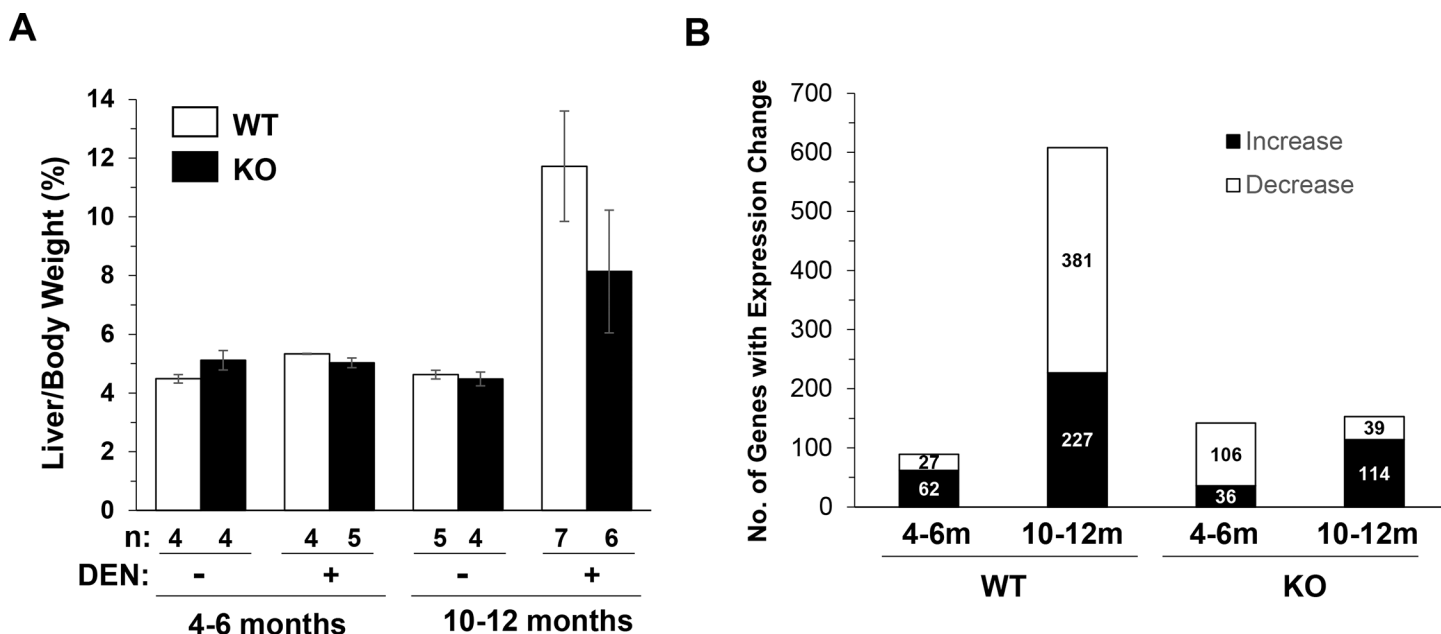 A
Liver/Body Weight (%)
14
12
10
8
6
4
2
0
WT
KO
n: 4 4 4 5 5 4 7 6
DEN: - + - +
4-6 months 10-12 months
B
No. of Genes with Expression Change
700
600
500
400
300
200
100
0
Increase
Decrease
27
62
381
227
106
36
39
114
4-6m 10-12m 4-6m 10-12m
WT KO